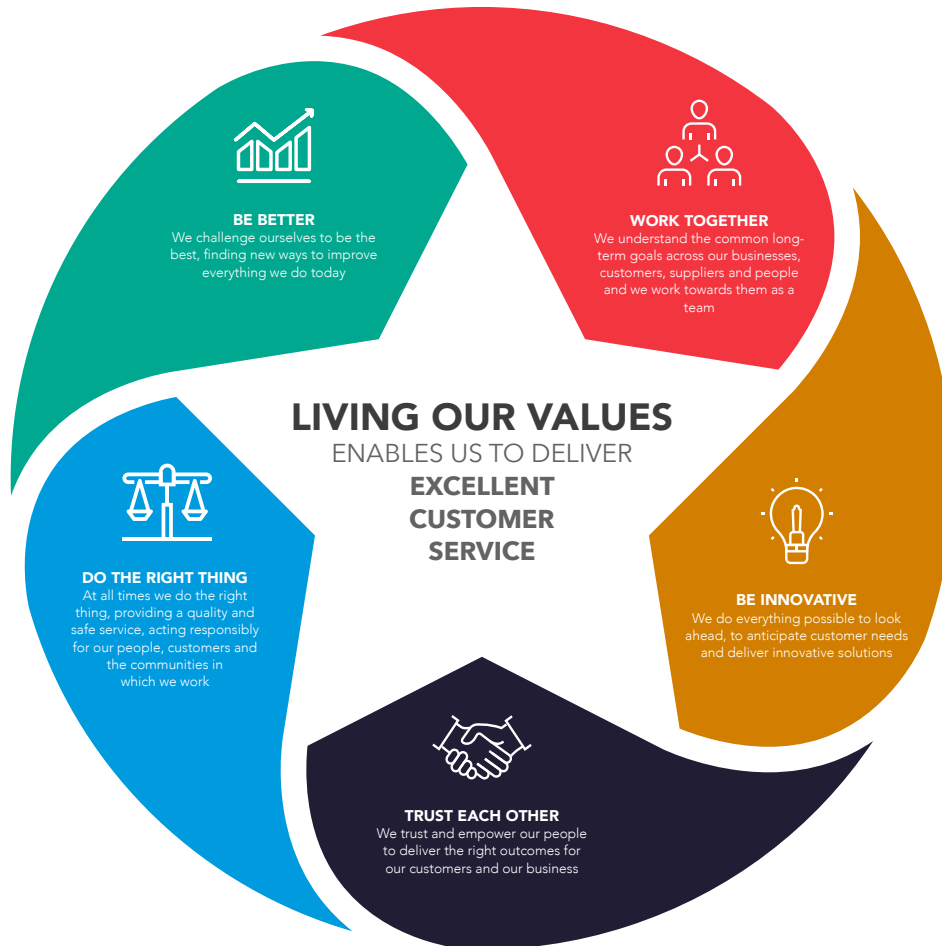 BE BETTER
We challenge ourselves to be the
best, finding new ways to improve
everything we do today
WORK TOGETHER
We understand the common long-
term goals across our businesses,
customers, suppliers and people
and we work towards them as a
team
LIVING OUR VALUES
ENABLES US TO DELIVER
EXCELLENT
CUSTOMER
SERVICE
DO THE RIGHT THING
At all times we do the right
thing, providing a quality and
safe service, acting responsibly
for our people, customers and
the communities in
which we work
BE INNOVATIVE
We do everything possible to look
ahead, to anticipate customer needs
and deliver innovative solutions
TRUST EACH OTHER
We trust and empower our people
to deliver the right outcomes for
our customers and our business